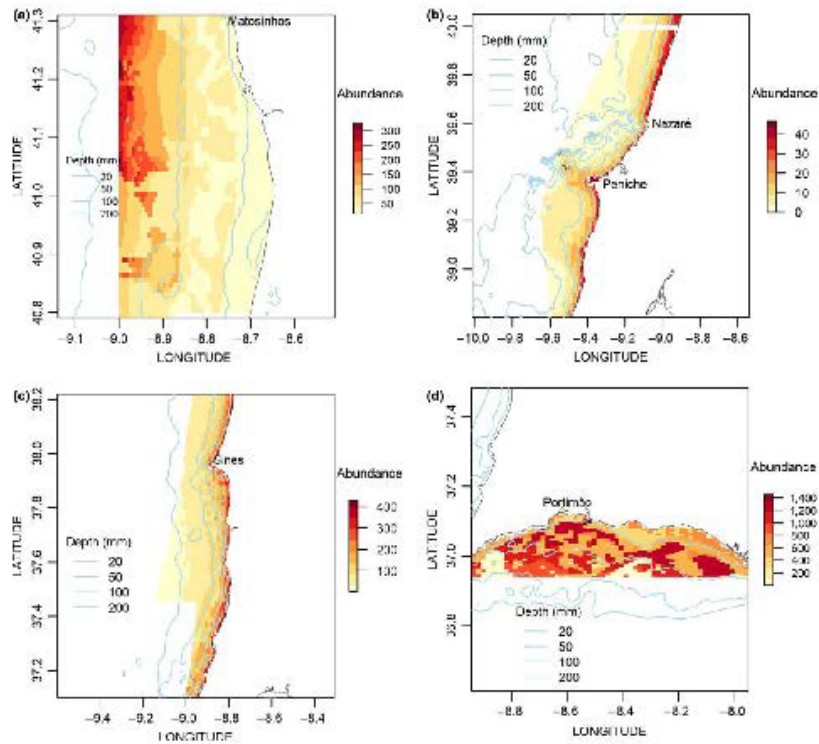 (a)
Matosinhos
41.3
41.2
41.1
41.0
40.9
40.8
LATITUDE
Depth (mm)
20
50
100
200
Abundance
300
250
200
150
100
50
−9.1 −9.0 −8.9 −8.8 −8.7 −8.6
LONGITUDE
(b)
40.0
39.8
39.6
39.4
39.2
39.0
LATITUDE
Depth (mm)
20
50
100
200
Nazaré
Peniche
Abundance
40
30
20
10
0
−10.0 −9.8 −9.6 −9.4 −9.2 −9.0 −8.8 −8.6
LONGITUDE
(c)
38.2
38.0
37.8
37.6
37.4
37.2
LATITUDE
Sines
Depth (mm)
20
50
100
200
Abundance
400
300
200
100
−9.4 −9.2 −9.0 −8.8 −8.6 −8.4
LONGITUDE
(d)
37.4
37.2
37.0
36.8
LATITUDE
Portimão
Depth (mm)
20
50
100
200
Abundance
1,400
1,000
800
600
400
200
−8.8 −8.6 −8.4 −8.2 −8.0
LONGITUDE